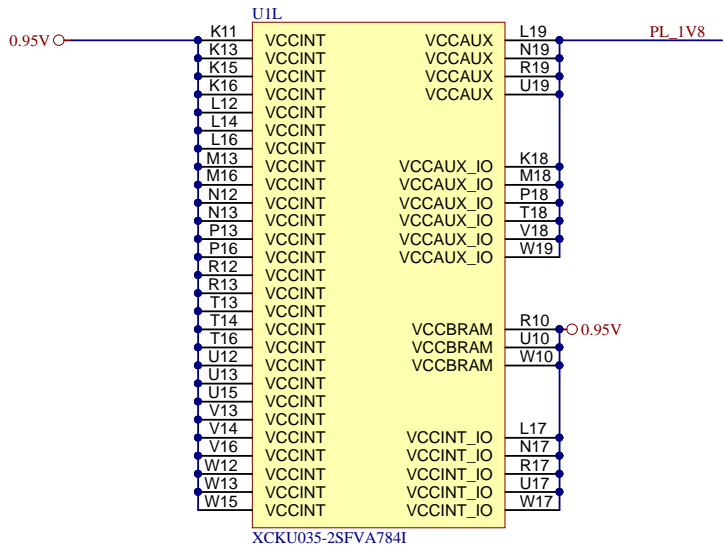 U1L
0.95V K11 VCCINT VCCAUX L19 PL_1V8
K13 VCCINT VCCAUX N19
K15 VCCINT VCCAUX R19
K16 VCCINT VCCAUX U19
L12 VCCINT
L14 VCCINT
L16 VCCINT
M13 VCCINT VCCAUX_IO K18
M16 VCCINT VCCAUX_IO M18
N12 VCCINT VCCAUX_IO P18
N13 VCCINT VCCAUX_IO T18
P13 VCCINT VCCAUX_IO V18
P16 VCCINT VCCAUX_IO W19
R12 VCCINT
R13 VCCINT
T13 VCCINT
T14 VCCINT VCCBRAM R10 0.95V
T16 VCCINT VCCBRAM U10
U12 VCCINT VCCBRAM W10
U13 VCCINT
U15 VCCINT
V13 VCCINT
V14 VCCINT VCCINT_IO L17
V16 VCCINT VCCINT_IO N17
W12 VCCINT VCCINT_IO R17
W13 VCCINT VCCINT_IO U17
W15 VCCINT VCCINT_IO W17
XCKU035-2SFVA784I